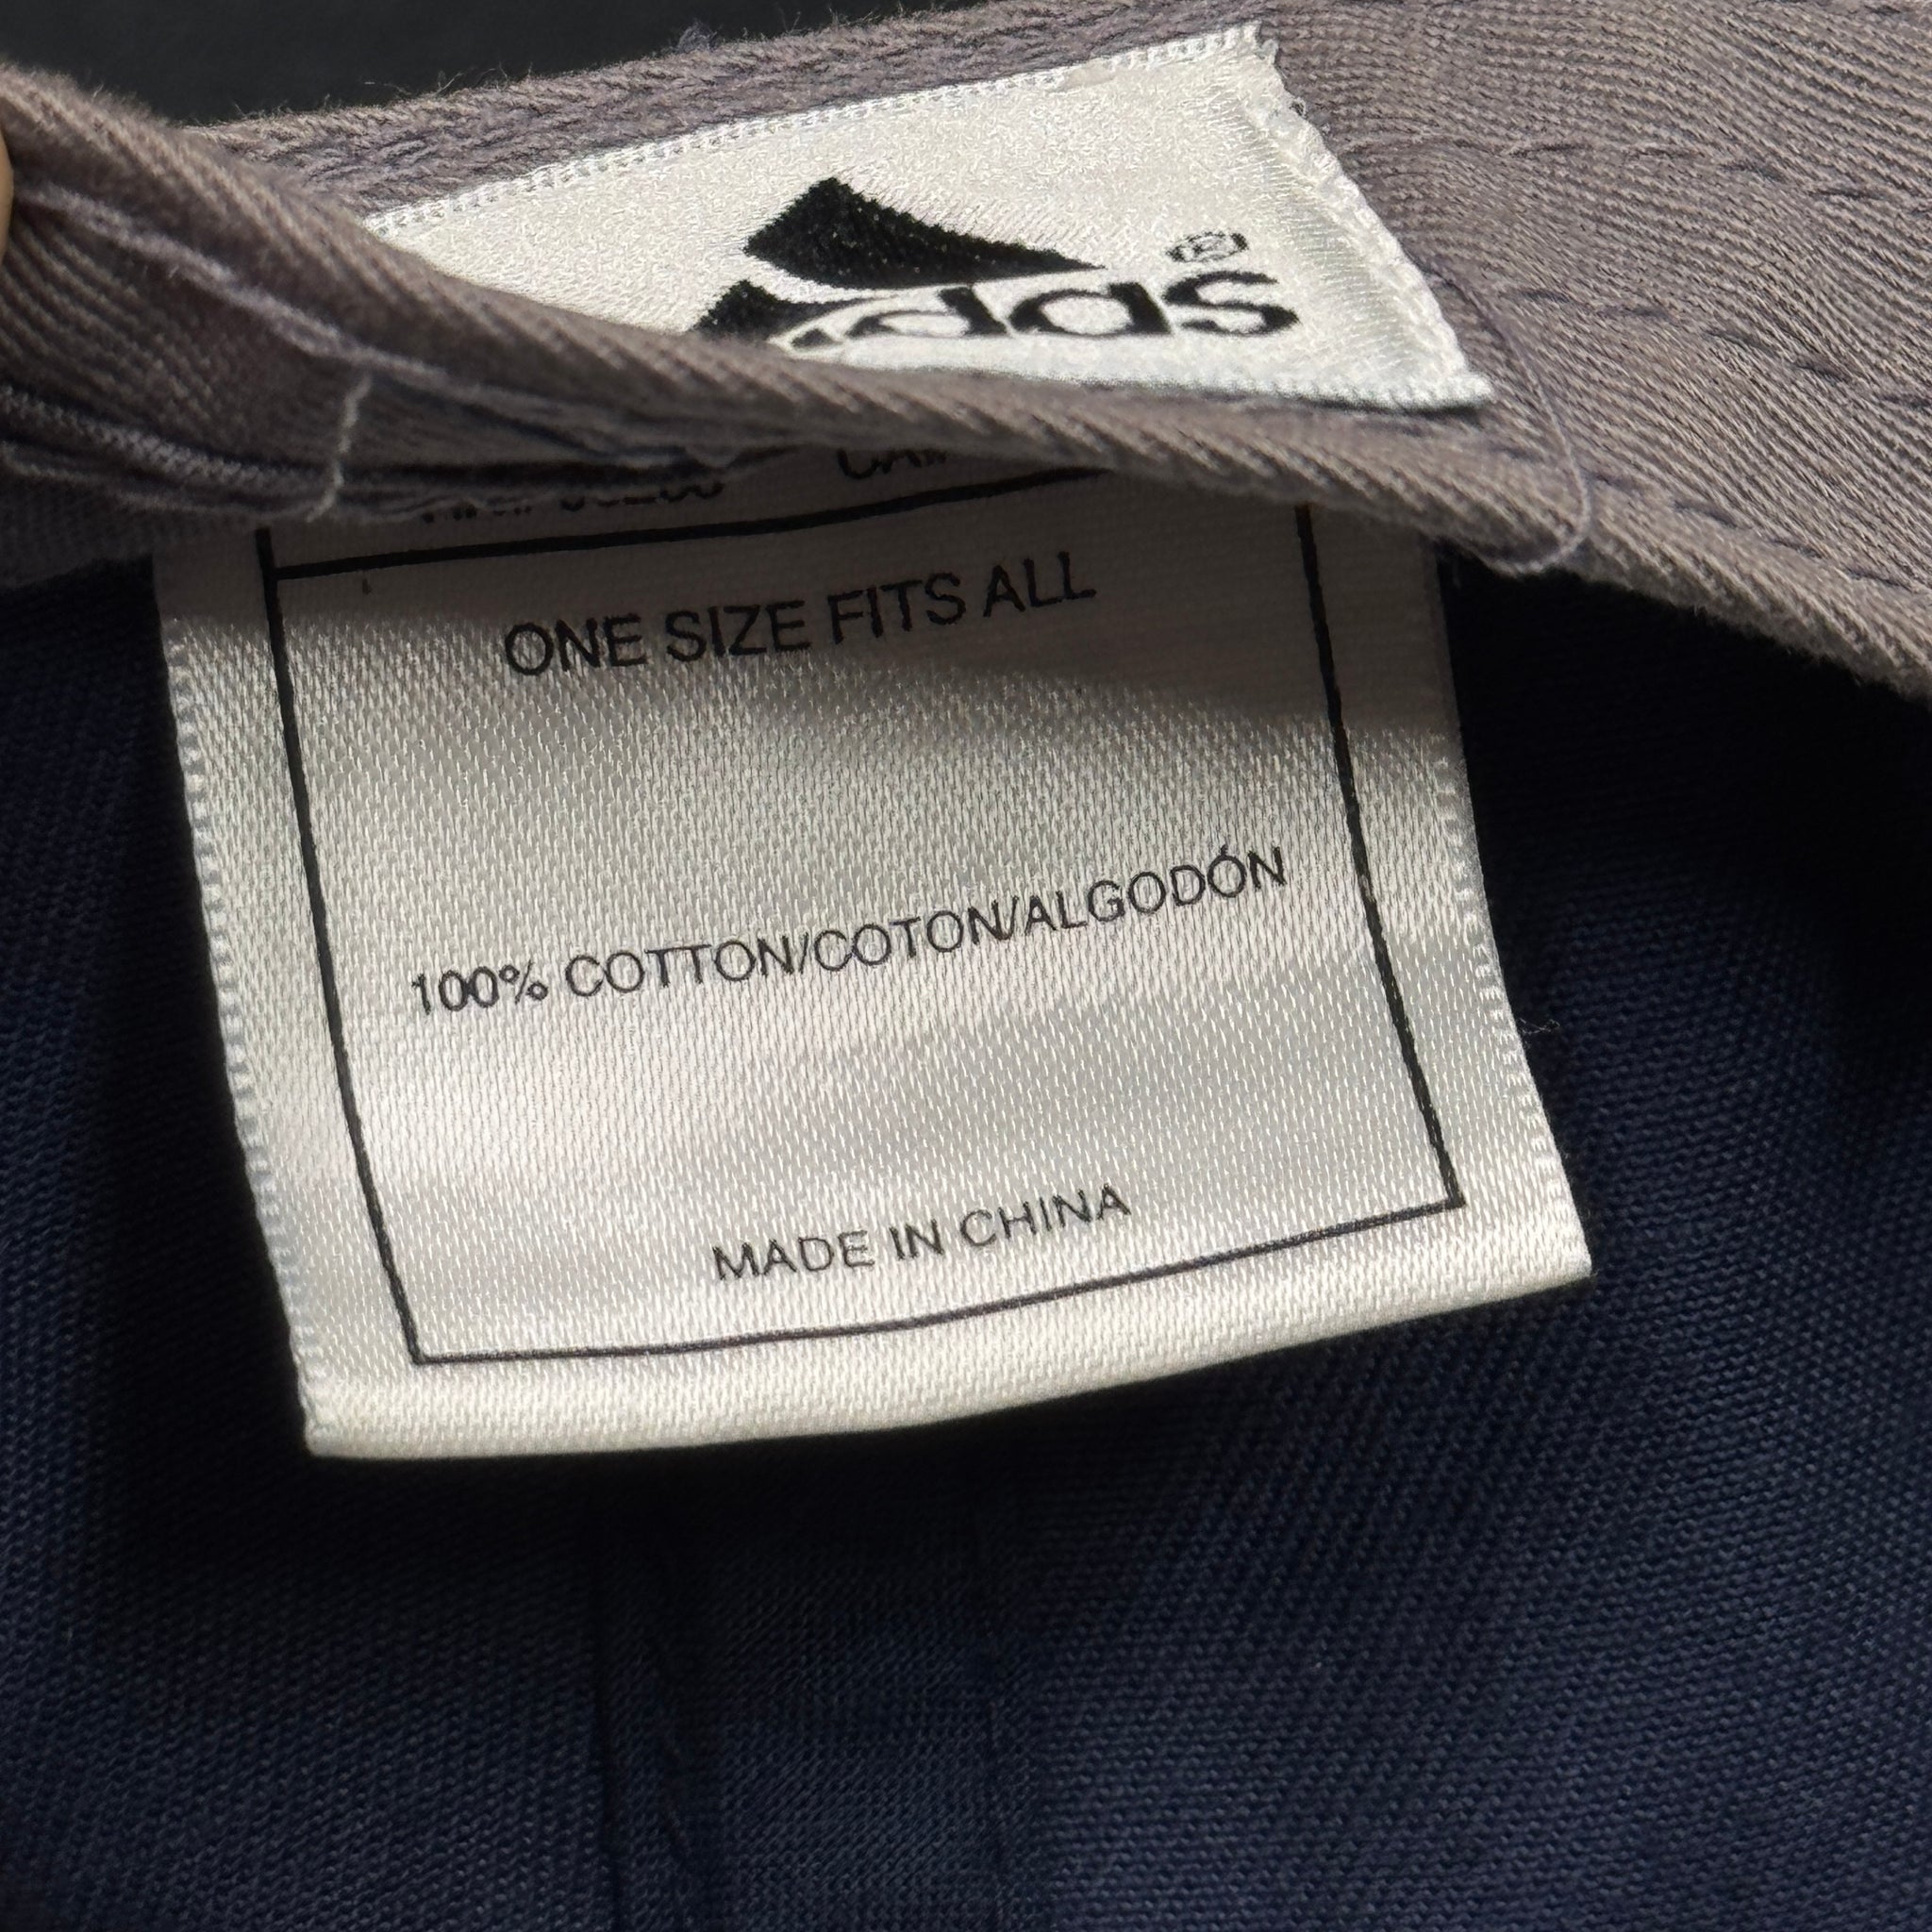 ®
ONE SIZE FITS ALL
100% COTTON/COTON/ALGODÓN
MADE IN CHINA